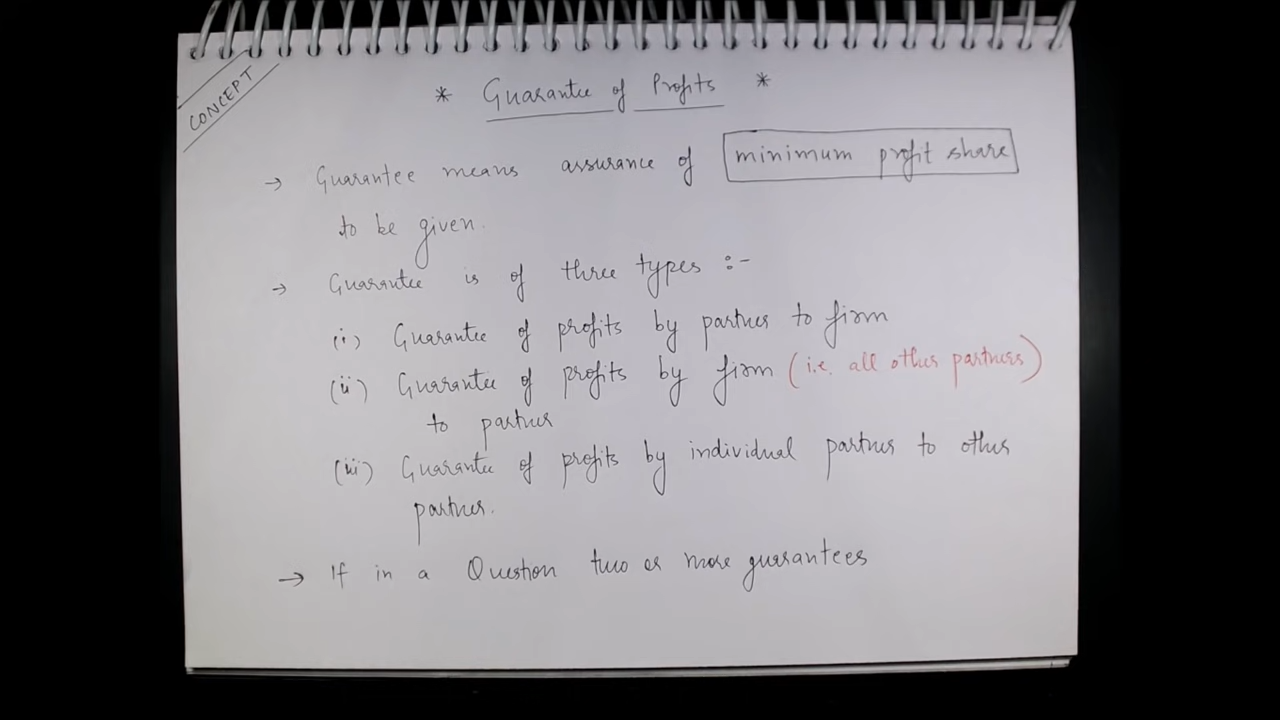 CONCEPT
* Guarantee of Profits *
→ Guarantee means assurance of minimum profit share
to be given.
→ Guarantee is of three types :-
(i) Guarantee of profits by partner to firm
(ii) Guarantee of profits by firm (i.e. all other partners)
to partner
(iii) Guarantee of profits by individual partner to other
partner.
→ If in a Question two or more guarantees